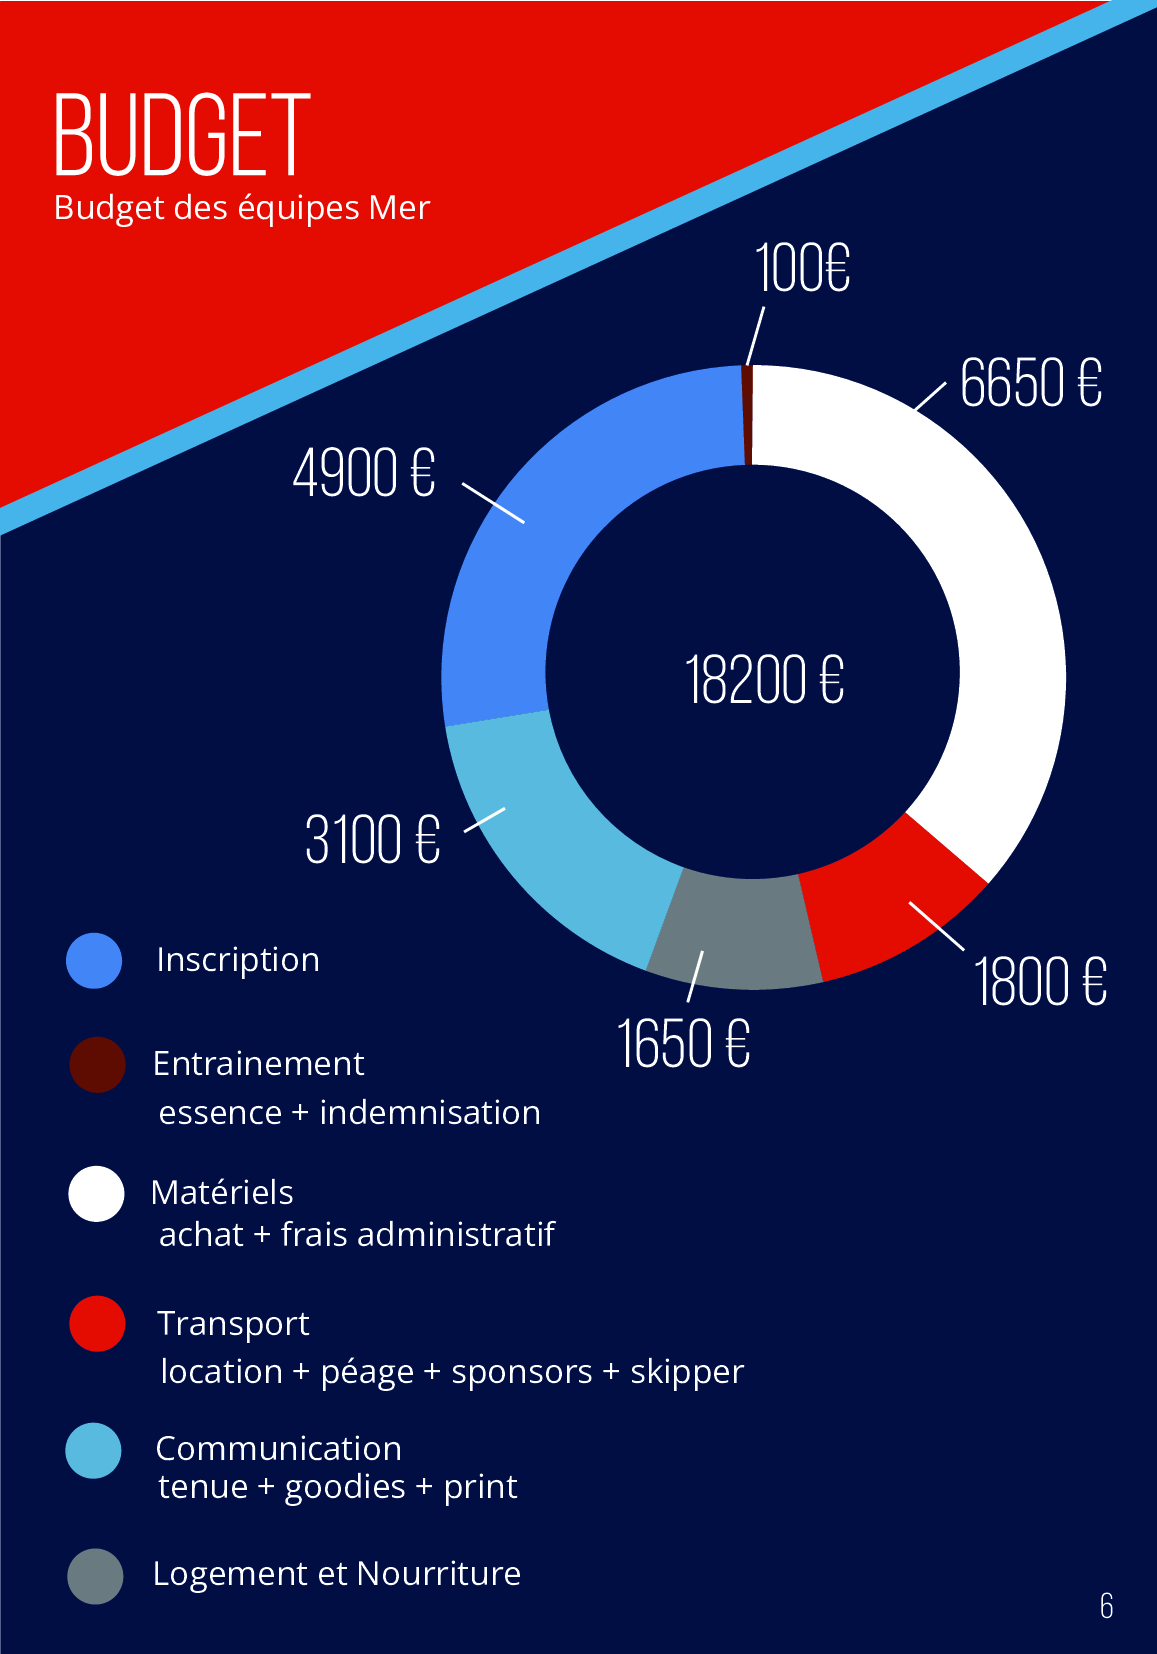 BUDGET
Budget des équipes Mer
100€
6650 €
4900 €
18200 €
3100 €
1800 €
1650 €
Inscription
Entrainement
essence + indemnisation
Matériels
achat + frais administratif
Transport
location + péage + sponsors + skipper
Communication
tenue + goodies + print
Logement et Nourriture
6